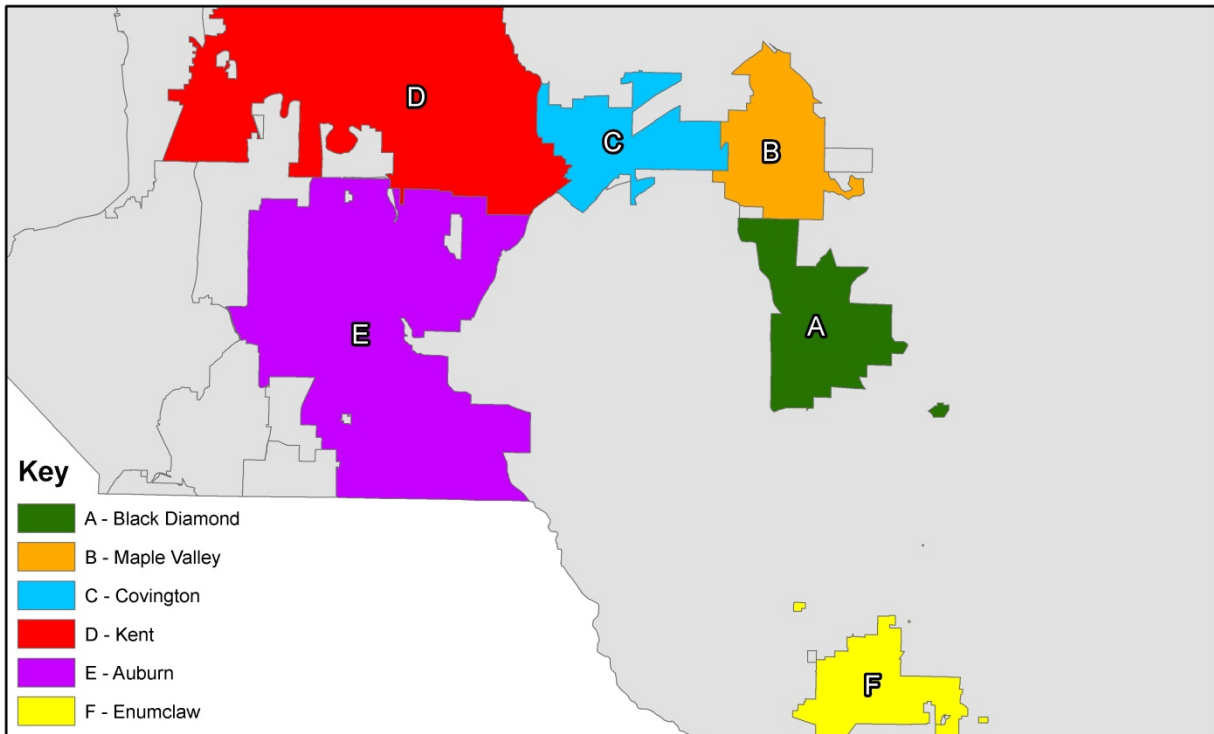 D
C
B
E
A
Key
A - Black Diamond
B - Maple Valley
C - Covington
D - Kent
E - Auburn
F - Enumclaw
F